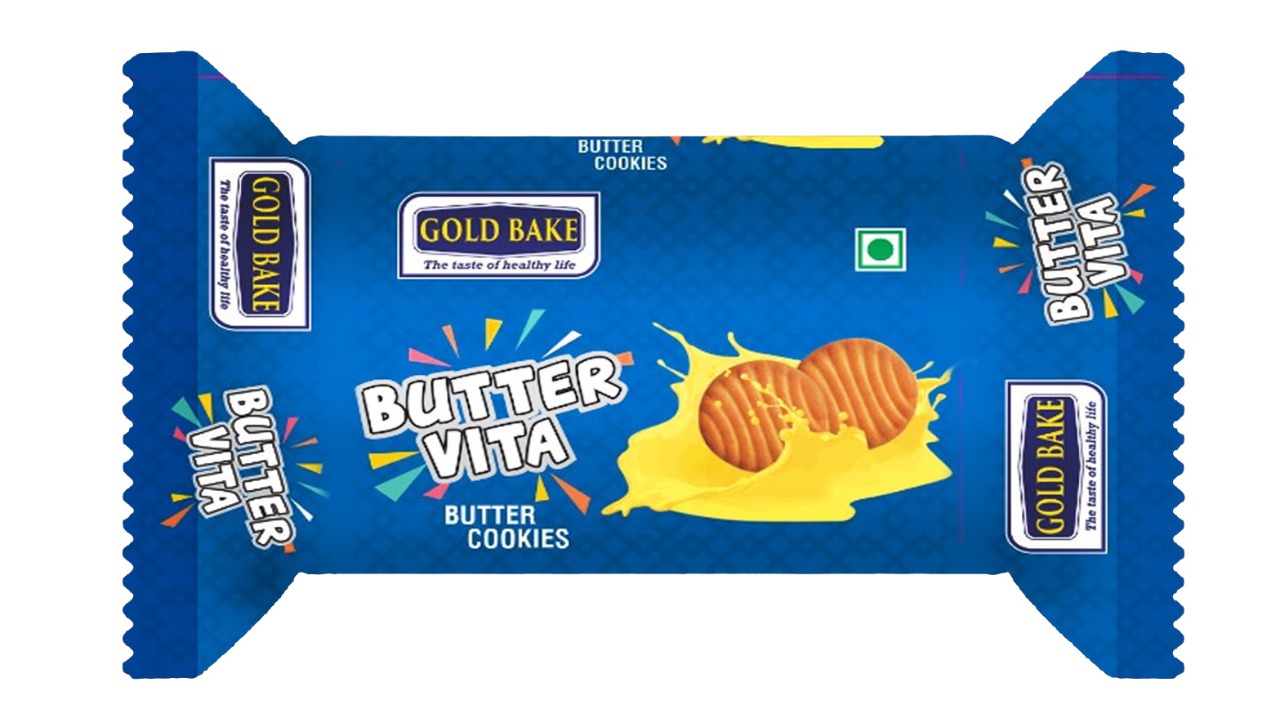 BUTTER
COOKIES
GOLD BAKE
The taste of healthy life
GOLD BAKE
The taste of healthy life
BUTTER
VITA
BUTTER
VITA
BUTTER
COOKIES
BUTTER
VITA
GOLD BAKE
The taste of healthy life